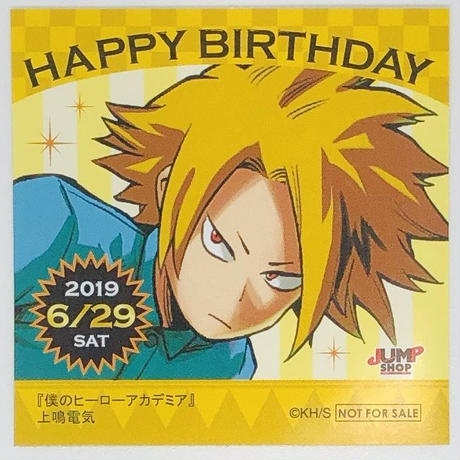 HAPPY BIRTHDAY
2019
6/29
SAT
JUMP
SHOP
『僕のヒーローアカデミア』
上鳴電気
©KH/S NOT FOR SALE